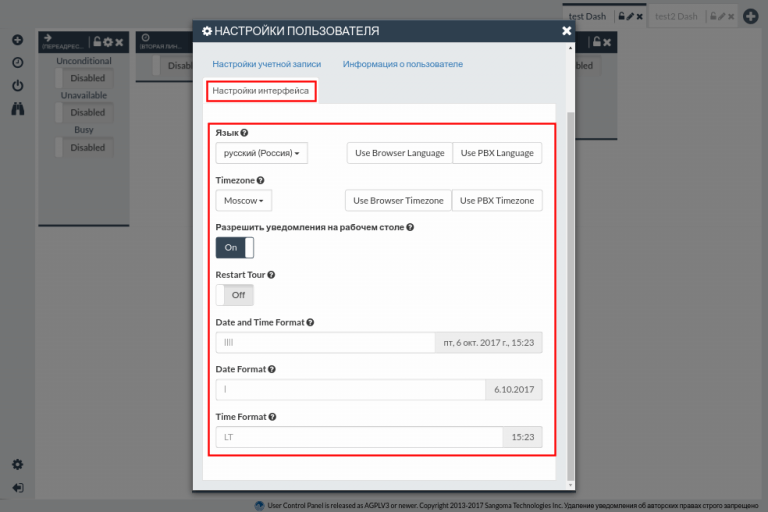 test Dash
test2 Dash
НАСТРОЙКИ ПОЛЬЗОВАТЕЛЯ
(ПЕРЕАДРЕС...
(ВТОРАЯ ЛИН...
Настройки учетной записи
Информация о пользователе
Настройки интерфейса
Unconditional
Disabled
Unavailable
Disabled
Busy
Disabled
Язык
русский (Россия)
Use Browser Language
Use PBX Language
Timezone
Moscow
Use Browser Timezone
Use PBX Timezone
Разрешить уведомления на рабочем столе
On
Restart Tour
Off
Date and Time Format
llll
пт, 6 окт. 2017 г., 15:23
Date Format
l
6.10.2017
Time Format
LT
15:23
User Control Panel is released as AGPLV3 or newer. Copyright 2013-2017 Sangoma Technologies Inc. Удаление уведомления об авторских правах строго запрещено